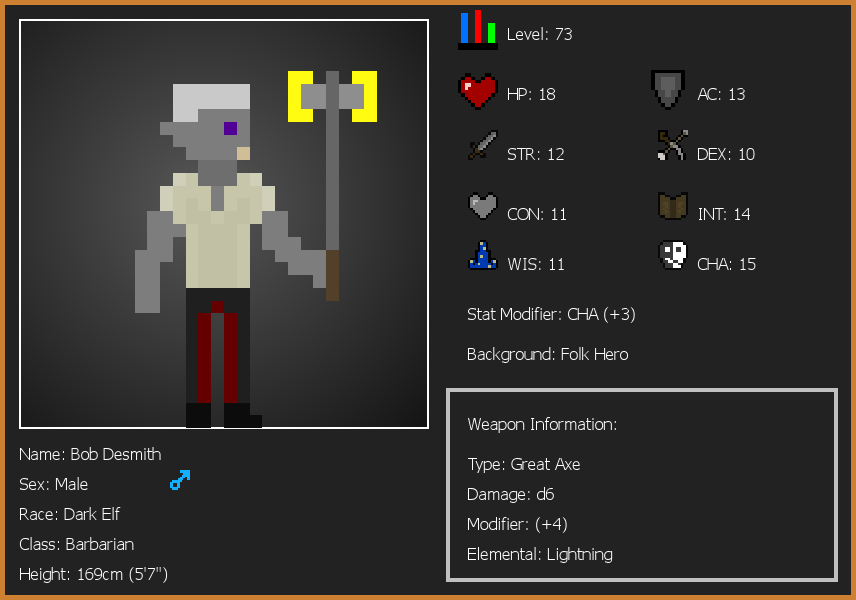 Level: 73
HP: 18
AC: 13
STR: 12
DEX: 10
CON: 11
INT: 14
WIS: 11
CHA: 15
Stat Modifier: CHA (+3)
Background: Folk Hero
Weapon Information:
Type: Great Axe
Damage: d6
Modifier: (+4)
Elemental: Lightning
Name: Bob Desmith
Sex: Male
Race: Dark Elf
Class: Barbarian
Height: 169cm (5'7")